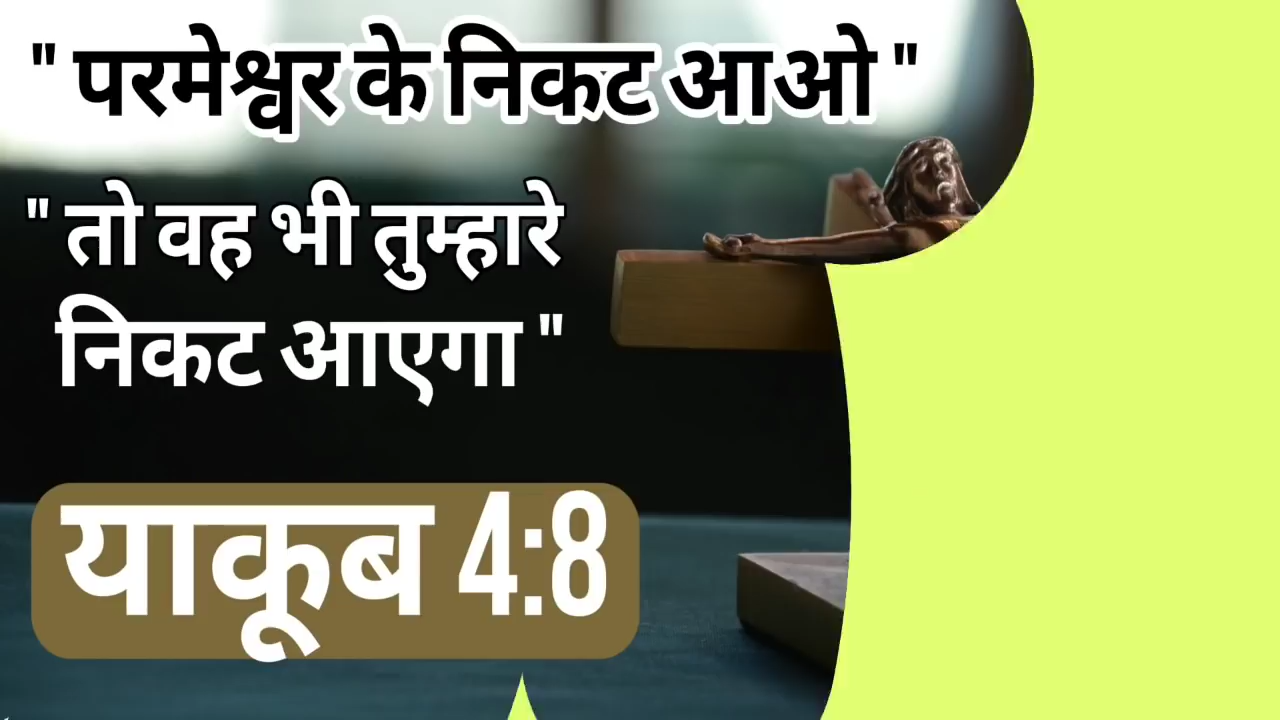 " परमेश्वर के निकट आओ "
" तो वह भी तुम्हारे
निकट आएगा "
याकूब 4:8